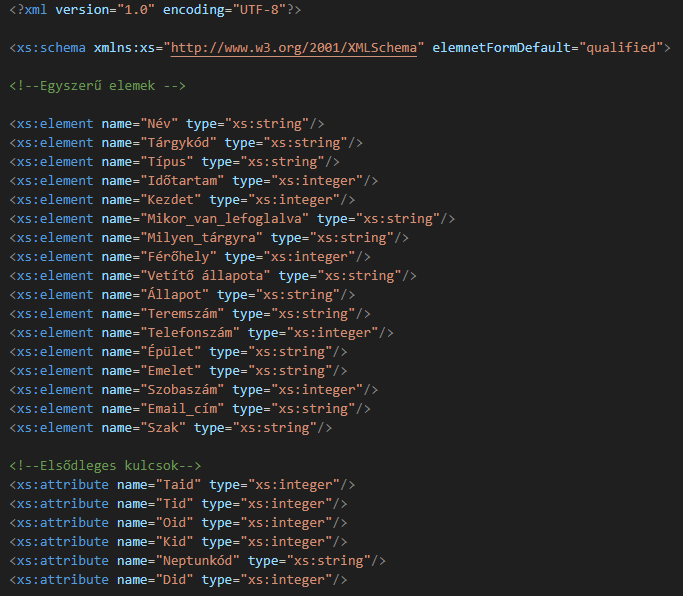 <?xml version="1.0" encoding="UTF-8"?>
<xs:schema xmlns:xs="http://www.w3.org/2001/XMLSchema" elemnetFormDefault="qualified">
<!--Egyszerű elemek -->
<xs:element name="Név" type="xs:string"/>
<xs:element name="Tárgykód" type="xs:string"/>
<xs:element name="Típus" type="xs:string"/>
<xs:element name="Időtartam" type="xs:integer"/>
<xs:element name="Kezdet" type="xs:integer"/>
<xs:element name="Mikor_van_lefoglalva" type="xs:string"/>
<xs:element name="Milyen_tárgyra" type="xs:string"/>
<xs:element name="Férőhely" type="xs:integer"/>
<xs:element name="Vetítő állapota" type="xs:string"/>
<xs:element name="Állapot" type="xs:string"/>
<xs:element name="Teremszám" type="xs:string"/>
<xs:element name="Telefonszám" type="xs:integer"/>
<xs:element name="Épület" type="xs:string"/>
<xs:element name="Emelet" type="xs:string"/>
<xs:element name="Szobaszám" type="xs:integer"/>
<xs:element name="Email_cím" type="xs:string"/>
<xs:element name="Szak" type="xs:string"/>
<!--Elsődleges kulcsok-->
<xs:attribute name="Taid" type="xs:integer"/>
<xs:attribute name="Tid" type="xs:integer"/>
<xs:attribute name="Oid" type="xs:integer"/>
<xs:attribute name="Kid" type="xs:integer"/>
<xs:attribute name="Neptunkód" type="xs:string"/>
<xs:attribute name="Did" type="xs:integer"/>